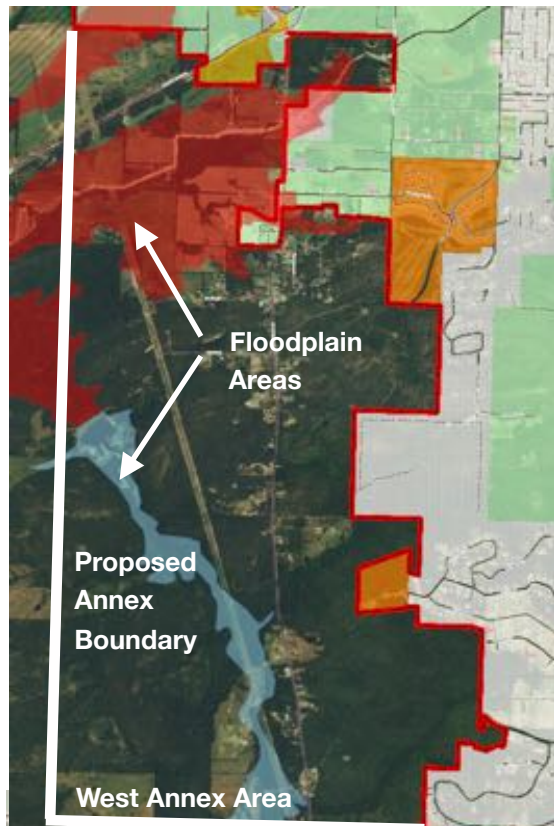 Floodplain
Areas
Proposed
Annex
Boundary
West Annex Area